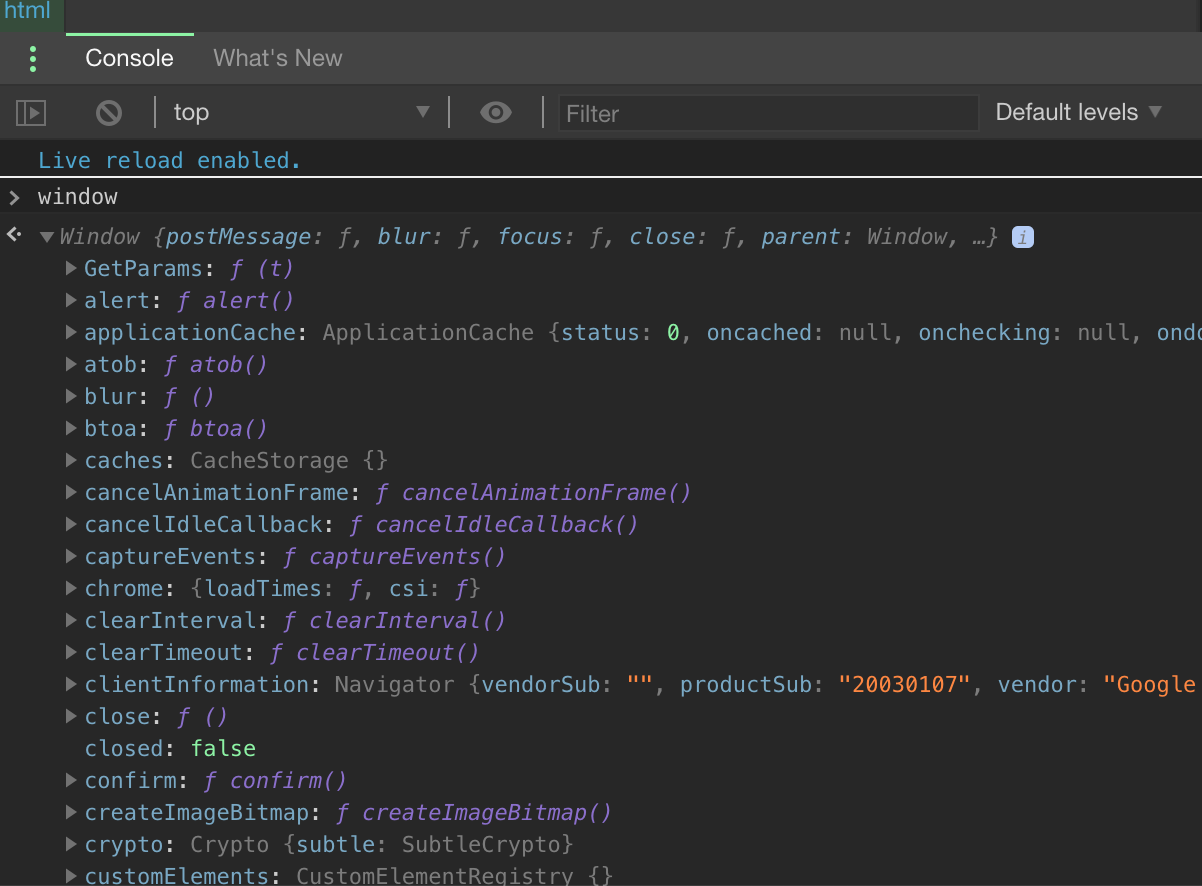 html
Console What's New
top Filter Default levels
Live reload enabled.
window
Window {postMessage: ƒ, blur: ƒ, focus: ƒ, close: ƒ, parent: Window, …} i
GetParams: ƒ (t)
alert: ƒ alert()
applicationCache: ApplicationCache {status: 0, oncached: null, onchecking: null, ondo
atob: ƒ atob()
blur: ƒ ()
btoa: ƒ btoa()
caches: CacheStorage {}
cancelAnimationFrame: ƒ cancelAnimationFrame()
cancelIdleCallback: ƒ cancelIdleCallback()
captureEvents: ƒ captureEvents()
chrome: {loadTimes: ƒ, csi: ƒ}
clearInterval: ƒ clearInterval()
clearTimeout: ƒ clearTimeout()
clientInformation: Navigator {vendorSub: "", productSub: "20030107", vendor: "Google
close: ƒ ()
closed: false
confirm: ƒ confirm()
createImageBitmap: ƒ createImageBitmap()
crypto: Crypto {subtle: SubtleCrypto}
customElements: CustomElementRegistry {}